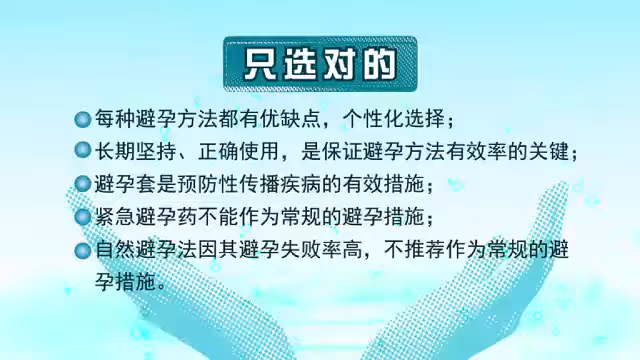 只选对的
每种避孕方法都有优缺点，个性化选择；
长期坚持、正确使用，是保证避孕方法有效率的关键；
避孕套是预防性传播疾病的有效措施；
紧急避孕药不能作为常规的避孕措施；
自然避孕法因其避孕失败率高，不推荐作为常规的避
孕措施。